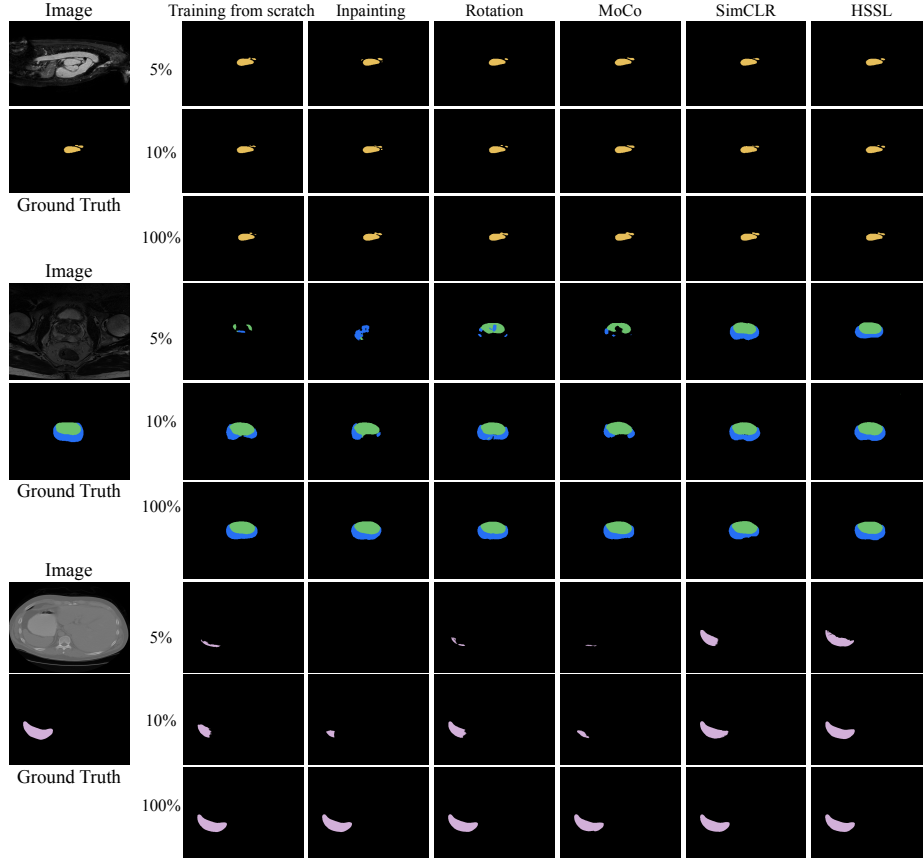 Image Training from scratch Inpainting Rotation MoCo SimCLR HSSL
5%
10%
Ground Truth
100%
Image
5%
10%
Ground Truth
100%
Image
5%
10%
Ground Truth
100%